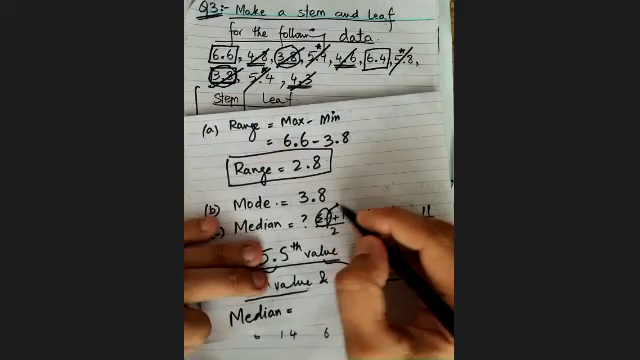 Q3:- Make a stem and leaf
for the follow data
6.6, 4.8, 3.8, 5.4, 4.6, 6.4, 5.8,
3.8, 5.4, 4.3
Stem Leaf
(a) Range = Max - Min
= 6.6 - 3.8
Range = 2.8
(b) Mode = 3.8
Median = ?
2
5.5th value
value &
Median =
6 14 6